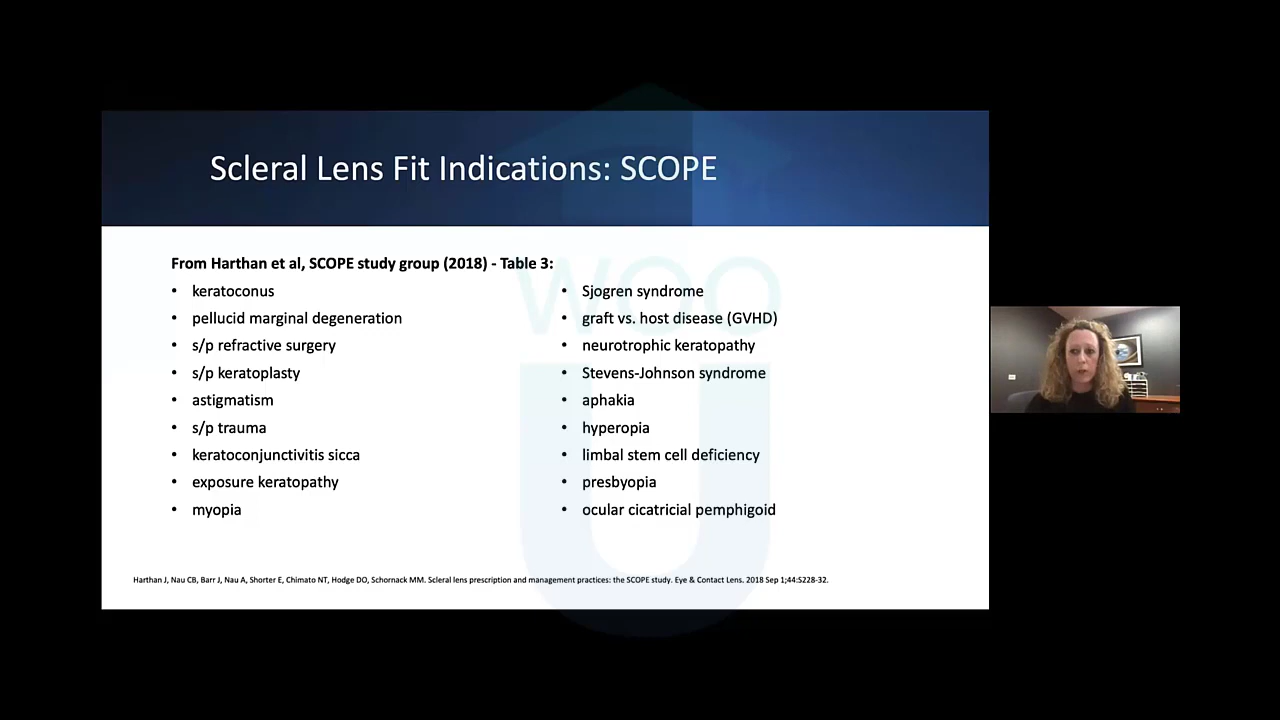 Scleral Lens Fit Indications: SCOPE
From Harthan et al, SCOPE study group (2018) - Table 3:
• keratoconus
• pellucid marginal degeneration
• s/p refractive surgery
• s/p keratoplasty
• astigmatism
• s/p trauma
• keratoconjunctivitis sicca
• exposure keratopathy
• myopia
• Sjogren syndrome
• graft vs. host disease (GVHD)
• neurotrophic keratopathy
• Stevens-Johnson syndrome
• aphakia
• hyperopia
• limbal stem cell deficiency
• presbyopia
• ocular cicatricial pemphigoid
Harthan J, Nau CB, Barr J, Nau A, Shorter E, Chimato NT, Hodge DO, Schornack MM. Scleral lens prescription and management practices: the SCOPE study. Eye & Contact Lens. 2018 Sep 1;44:S228-32.
WOO
U